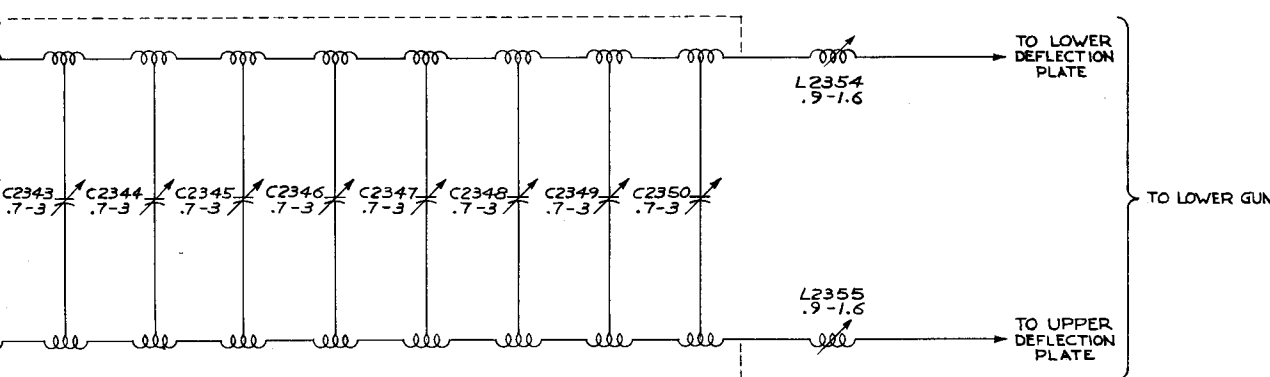 TO LOWER
DEFLECTION
PLATE
L2354
.9-1.6
C2343
.7-3
C2344
.7-3
C2345
.7-3
C2346
.7-3
C2347
.7-3
C2348
.7-3
C2349
.7-3
C2350
.7-3
TO LOWER GUN
L2355
.9-1.6
TO UPPER
DEFLECTION
PLATE